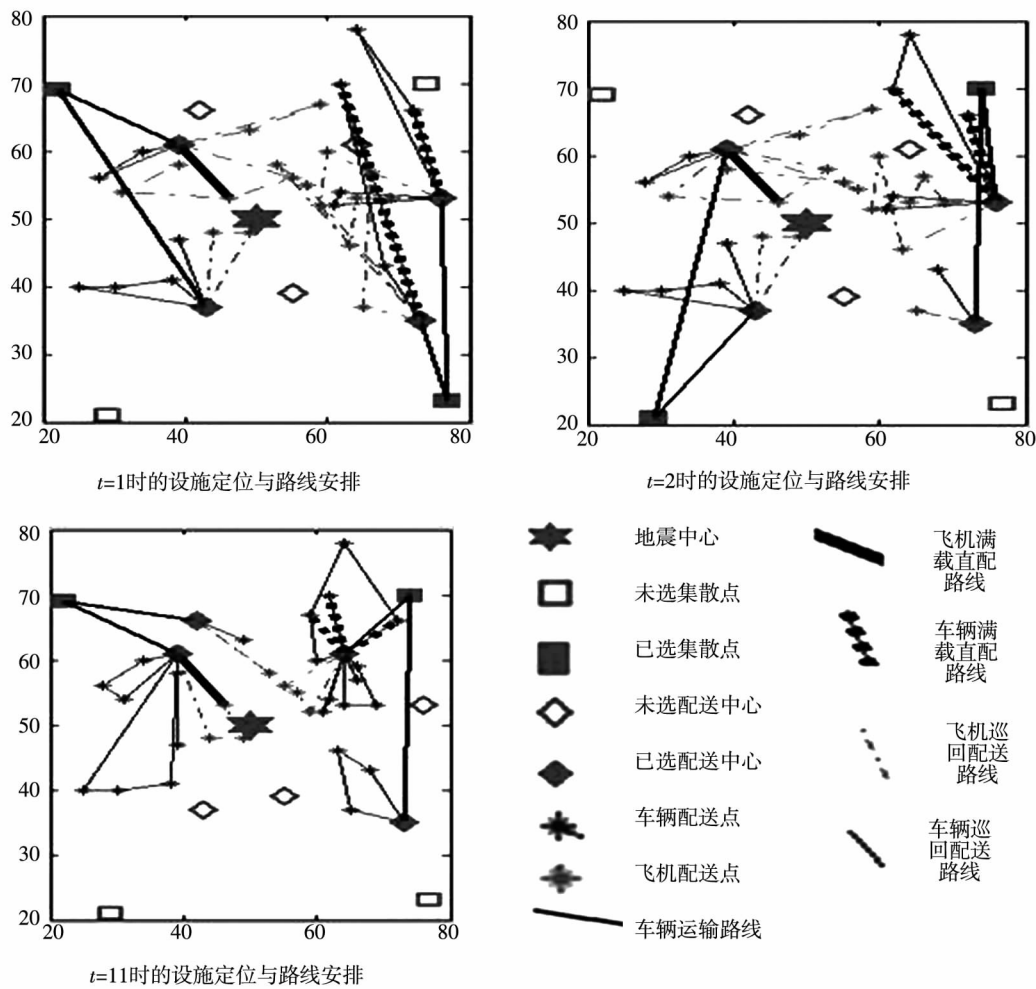 80
70
60
50
40
30
20
20
40
60
80
t=1时的设施定位与路线安排
80
70
60
50
40
30
20
20
40
60
80
t=2时的设施定位与路线安排
80
70
60
50
40
30
20
20
40
60
80
t=11时的设施定位与路线安排
地震中心
未选集散点
已选集散点
未选配送中心
已选配送中心
车辆配送点
飞机配送点
车辆运输路线
飞机满
载直配
路线
车辆满
载直配
路线
飞机巡
回配送
路线
车辆巡
回配送
路线